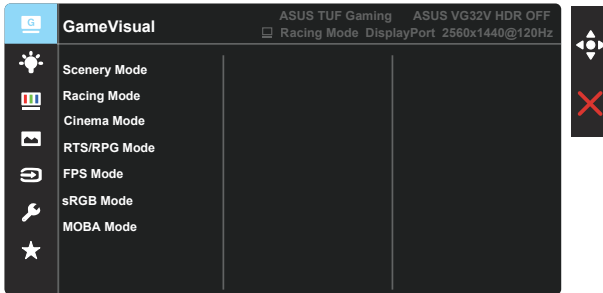 G
GameVisual
ASUS TUF Gaming ASUS VG32V HDR OFF
Racing Mode DisplayPort 2560x1440@120Hz
Scenery Mode
Racing Mode
Cinema Mode
RTS/RPG Mode
FPS Mode
sRGB Mode
MOBA Mode